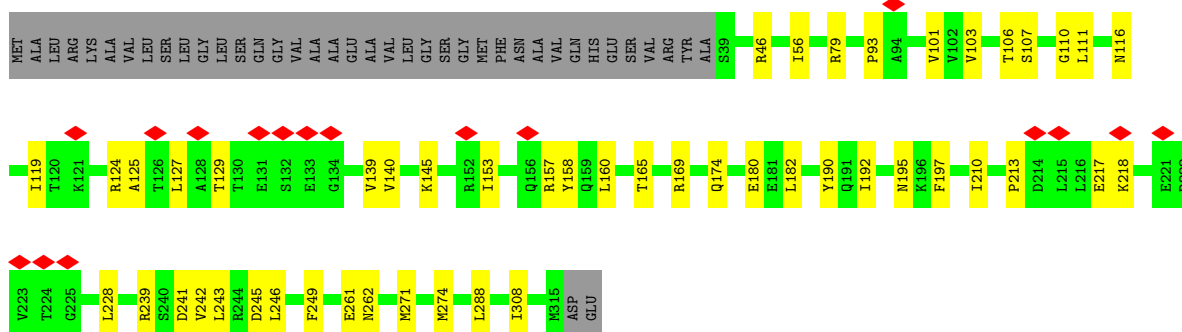 MET ALA LEU ARG LYS ALA VAL LEU SER LEU GLY LEU SER GLN GLY VAL ALA ALA GLU ALA VAL LEU GLY SER GLY MET PHE ASN ALA VAL GLN HIS GLU SER VAL ARG TYR ALA S39 R46 I56 R79 P93 A94 V101 V102 V103 T106 S107 G110 L111 N116
I119 T120 K121 R124 A125 T126 L127 A128 T129 T130 E131 S132 E133 G134 V139 V140 K145 R152 I153 Q156 R157 Y158 Q159 L160 T165 R169 Q174 E180 E181 L182 Y190 Q191 I192 N195 K196 F197 I210 P213 D214 L215 L216 E217 K218 E221
V223 T224 G225 L228 R239 S240 D241 V242 L243 R244 D245 L246 F249 E261 N262 M271 M274 L288 I308 M315 ASP GLU